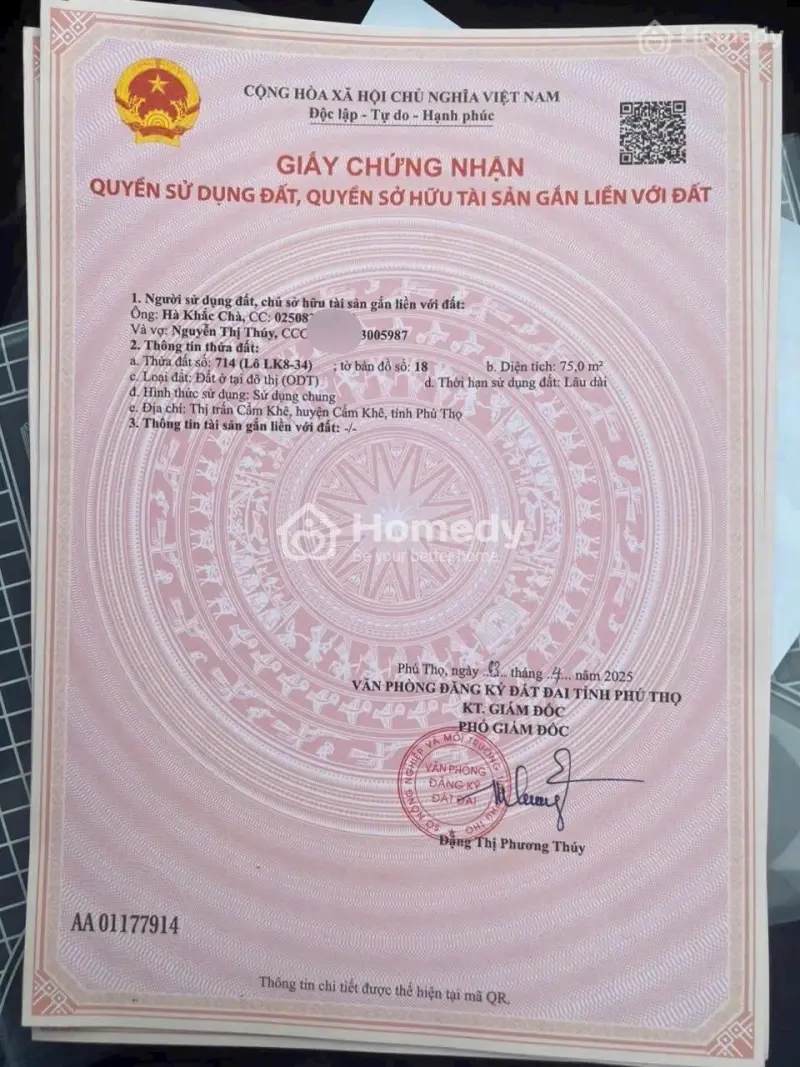 Homedy
CỘNG HÒA XÃ HỘI CHỦ NGHĨA VIỆT NAM
Độc lập - Tự do - Hạnh phúc
GIẤY CHỨNG NHẬN
QUYỀN SỬ DỤNG ĐẤT, QUYỀN SỞ HỮU TÀI SẢN GẮN LIỀN VỚI ĐẤT
1. Người sử dụng đất, chủ sở hữu tài sản gắn liền với đất:
Ông: Hà Khắc Chà, CC: 02508
Và vợ: Nguyễn Thị Thúy, CCC 3005987
2. Thông tin thửa đất:
a. Thửa đất số: 714 (Lô LK8-34) ; tờ bản đồ số: 18 b. Diện tích: 75,0 m²
c. Loại đất: Đất ở tại đô thị (ODT) d. Thời hạn sử dụng đất: Lâu dài
đ. Hình thức sử dụng: Sử dụng chung
e. Địa chỉ: Thị trấn Cẩm Khê, huyện Cẩm Khê, tỉnh Phú Thọ
3. Thông tin tài sản gắn liền với đất: -/-
Homedy
Be your better home.
Phú Thọ, ngày tháng 4 năm 2025
VĂN PHÒNG ĐĂNG KÝ ĐẤT ĐAI TỈNH PHÚ THỌ
KT. GIÁM ĐỐC
PHÓ GIÁM ĐỐC
SỞ NÔNG NGHIỆP VÀ MÔI TRƯỜNG
VĂN PHÒNG
ĐĂNG KÝ
ĐẤT ĐAI
Đặng Thị Phương Thúy
AA 01177914
Thông tin chi tiết được thể hiện tại mã QR.